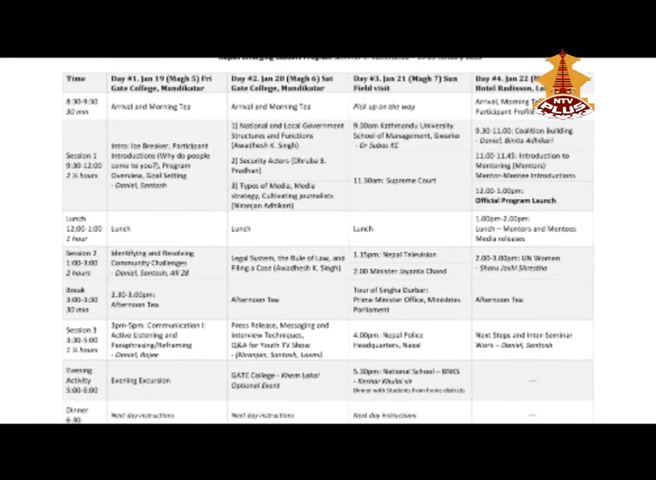 Time
Day #1. Jan 19 (Magh 5) Fri
Gate College, Mandikatar
Day #2. Jan 20 (Magh 6) Sat
Gate College, Mandikatar
Day #3. Jan 21 (Magh 7) Sun
Field visit
Day #4. Jan 22
Hotel Radisson,
NTV
PLUS
8:30-9:30
30 min
Arrival and Morning Tea
Arrival and Morning Tea
Pick up on the way
Arrival, Morning
Participant
Session 1
9:30-12:00
2 ½ hours
Intro: Ice Breaker, Participant
Introductions (Why do people
come to you?), Program
Overview, Goal Setting
- Daniel, Santosh
1) National and Local Government
Structures and Functions
(Awadhesh K. Singh)
2) Security Actors (Dhruba B.
Pradhan)
3) Types of Media, Media
strategy, Cultivating journalists
(Niranjan Adhikari)
9.30am Kathmandu University
School of Management, Gwarko
- Dr Subas KC
11.30am: Supreme Court
9.30-11.00: Coalition Building
- Daniel, Binita Adhikari
11.00-11.45: Introduction to
Mentoring (Mentors)
Mentor-Mentee Introductions
12.00-1.00pm:
Official Program Launch
Lunch
12:00-1:00
1 hour
Lunch
Lunch
Lunch
1.00pm-2.00pm:
Lunch – Mentors and Mentees
Media releases
Session 2
1:00-3:00
2 hours
Identifying and Resolving
Community Challenges
- Daniel, Santosh, All 28
Legal System, the Rule of Law, and
Filing a Case (Awadhesh K. Singh)
1.15pm: Nepal Television
2.00 Minister Jayanta Chand
2.00-3.00pm: UN Women
- Sharu Joshi Shrestha
Break
3:00-3:30
30 min
2.30-3.00pm:
Afternoon Tea
Afternoon Tea
Tour of Singha Durbar:
Prime Minister Office, Ministries
Parliament
Afternoon Tea
Session 3
3:30-5:00
1 ½ hours
3pm-5pm: Communication I:
Active Listening and
Paraphrasing/Reframing
- Daniel, Rajee
Press Release, Messaging and
Interview Techniques,
Q&A for Youth TV Show
- (Niranjan, Santosh, Laxmi)
4.00pm: Nepal Police
Headquarters, Naxal
Next Steps and Inter-Seminar
Work – Daniel, Santosh
Evening
Activity
5:00-6:00
Evening Excursion
GATE College - Khem Lakai
Optional Event
5.30pm: National School – BNKS
- Keshar Khulal sir
Dinner with Students from home districts
—
Dinner
6:30
Next day instructions
Next day instructions
Next day instructions
—